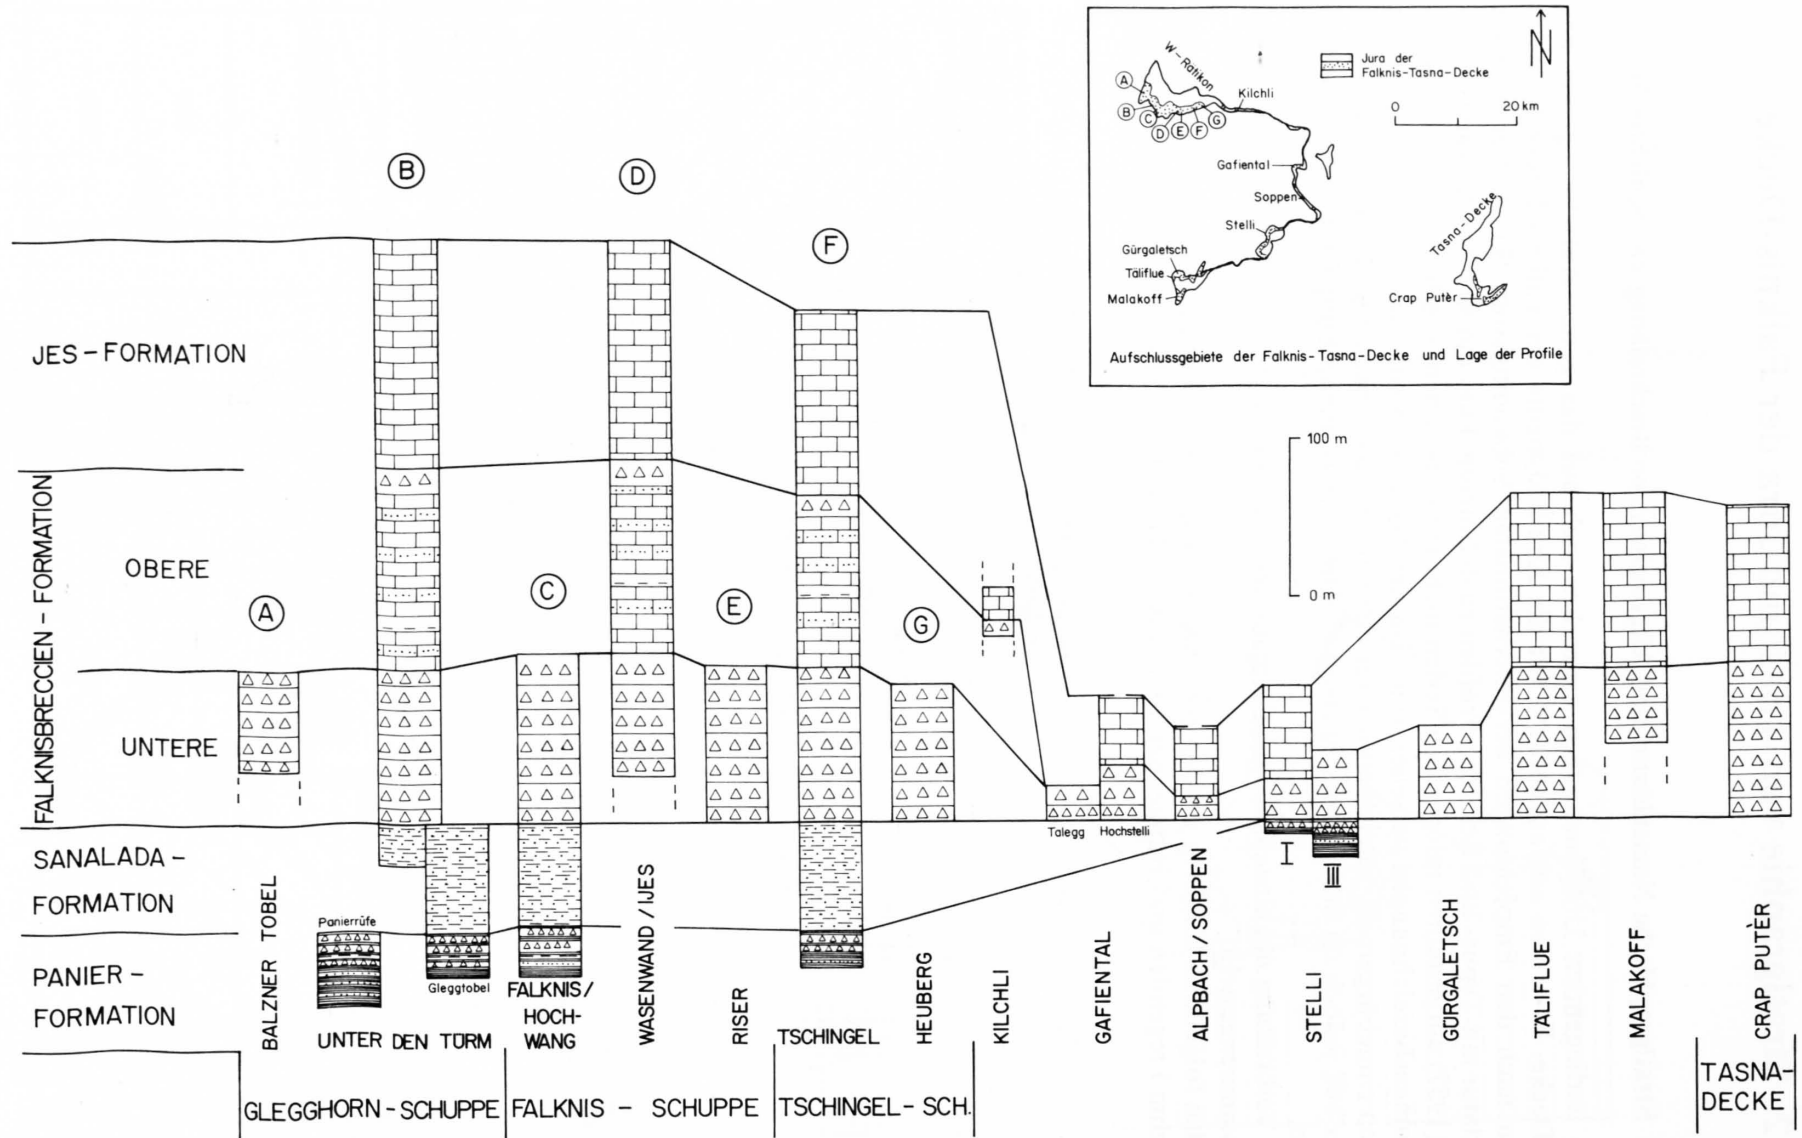 N
W-Rätikon
Jura der
Falknis-Tasna-Decke
0 20 km
A
B
C
D
E
F
G
Kilchli
Gafiental
Soppen
Stelli
Gürgaletsch
Täliflue
Malakoff
Tasna-Decke
Crap Putèr
Aufschlussgebiete der Falknis-Tasna-Decke und Lage der Profile
B
D
F
JES-FORMATION
100 m
0 m
FALKNISBRECCIEN-FORMATION
OBERE
A
C
E
G
UNTERE
Talegg
Hochstelli
SANALADA-
FORMATION
I
III
Panierrüfe
Gleggtobel
PANIER-
FORMATION
BALZNER TOBEL
UNTER DEN TÜRM
FALKNIS/
HOCH-
WANG
WASENWAND/IJES
RISER
TSCHINGEL
HEUBERG
KILCHLI
GAFIENTAL
ALPBACH/SOPPEN
STELLI
GÜRGALETSCH
TÄLIFLUE
MALAKOFF
CRAP PUTÈR
GLEGGHORN-SCHUPPE
FALKNIS - SCHUPPE
TSCHINGEL-SCH.
TASNA-
DECKE